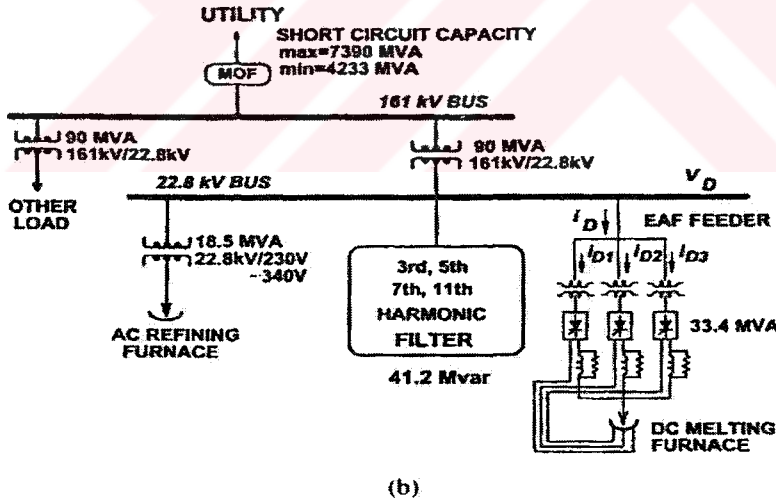 UTILITY
SHORT CIRCUIT CAPACITY
max=7390 MVA
min=4233 MVA
MOF
161 kV BUS
90 MVA
161kV/22.8kV
90 MVA
161kV/22.8kV
22.8 kV BUS
V_D
OTHER
LOAD
i_D
EAF FEEDER
18.5 MVA
22.8kV/230V
~340V
i_D1
i_D2
i_D3
3rd, 5th
7th, 11th
HARMONIC
FILTER
33.4 MVA
AC REFINING
FURNACE
41.2 Mvar
DC MELTING
FURNACE
(b)